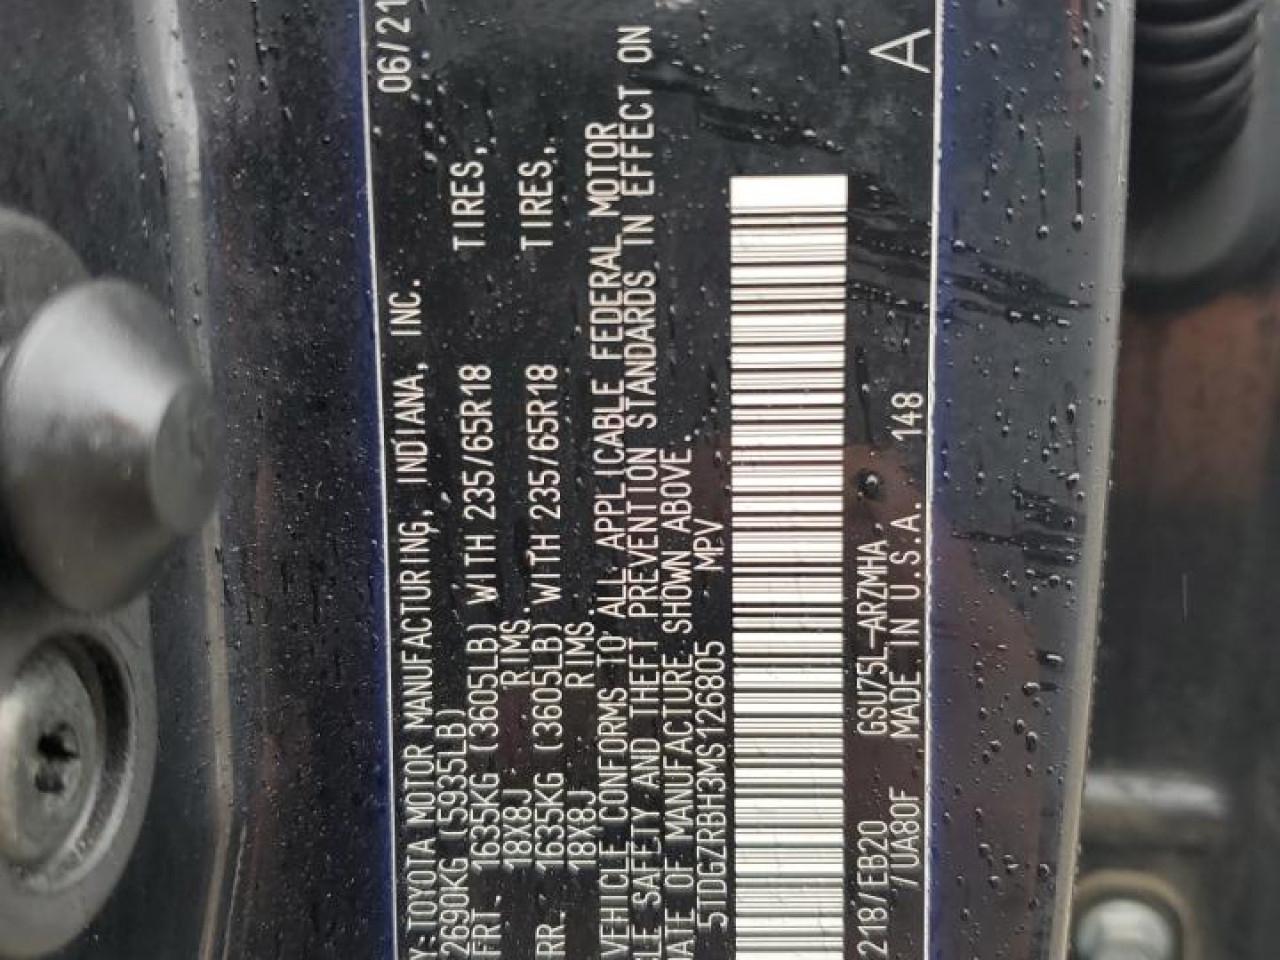 Y:TOYOTA MOTOR MANUFACTURING, INDIANA, INC. 06/21
2690KG (5935LB)
FRT. 1635KG (3605LB) WITH 235/65R18 TIRES,
18X8J RIMS.
RR. 1635KG (3605LB) WITH 235/65R18 TIRES,
18X8J RIMS
VEHICLE CONFORMS TO ALL APPLICABLE FEDERAL MOTOR
CLE SAFETY AND THEFT PREVENTION STANDARDS IN EFFECT ON
DATE OF MANUFACTURE SHOWN ABOVE.
5TDGZRBH3MS126805 MPV
218/EB20 GSU75L-ARZMHA A
/UA80F MADE IN U.S.A. 148